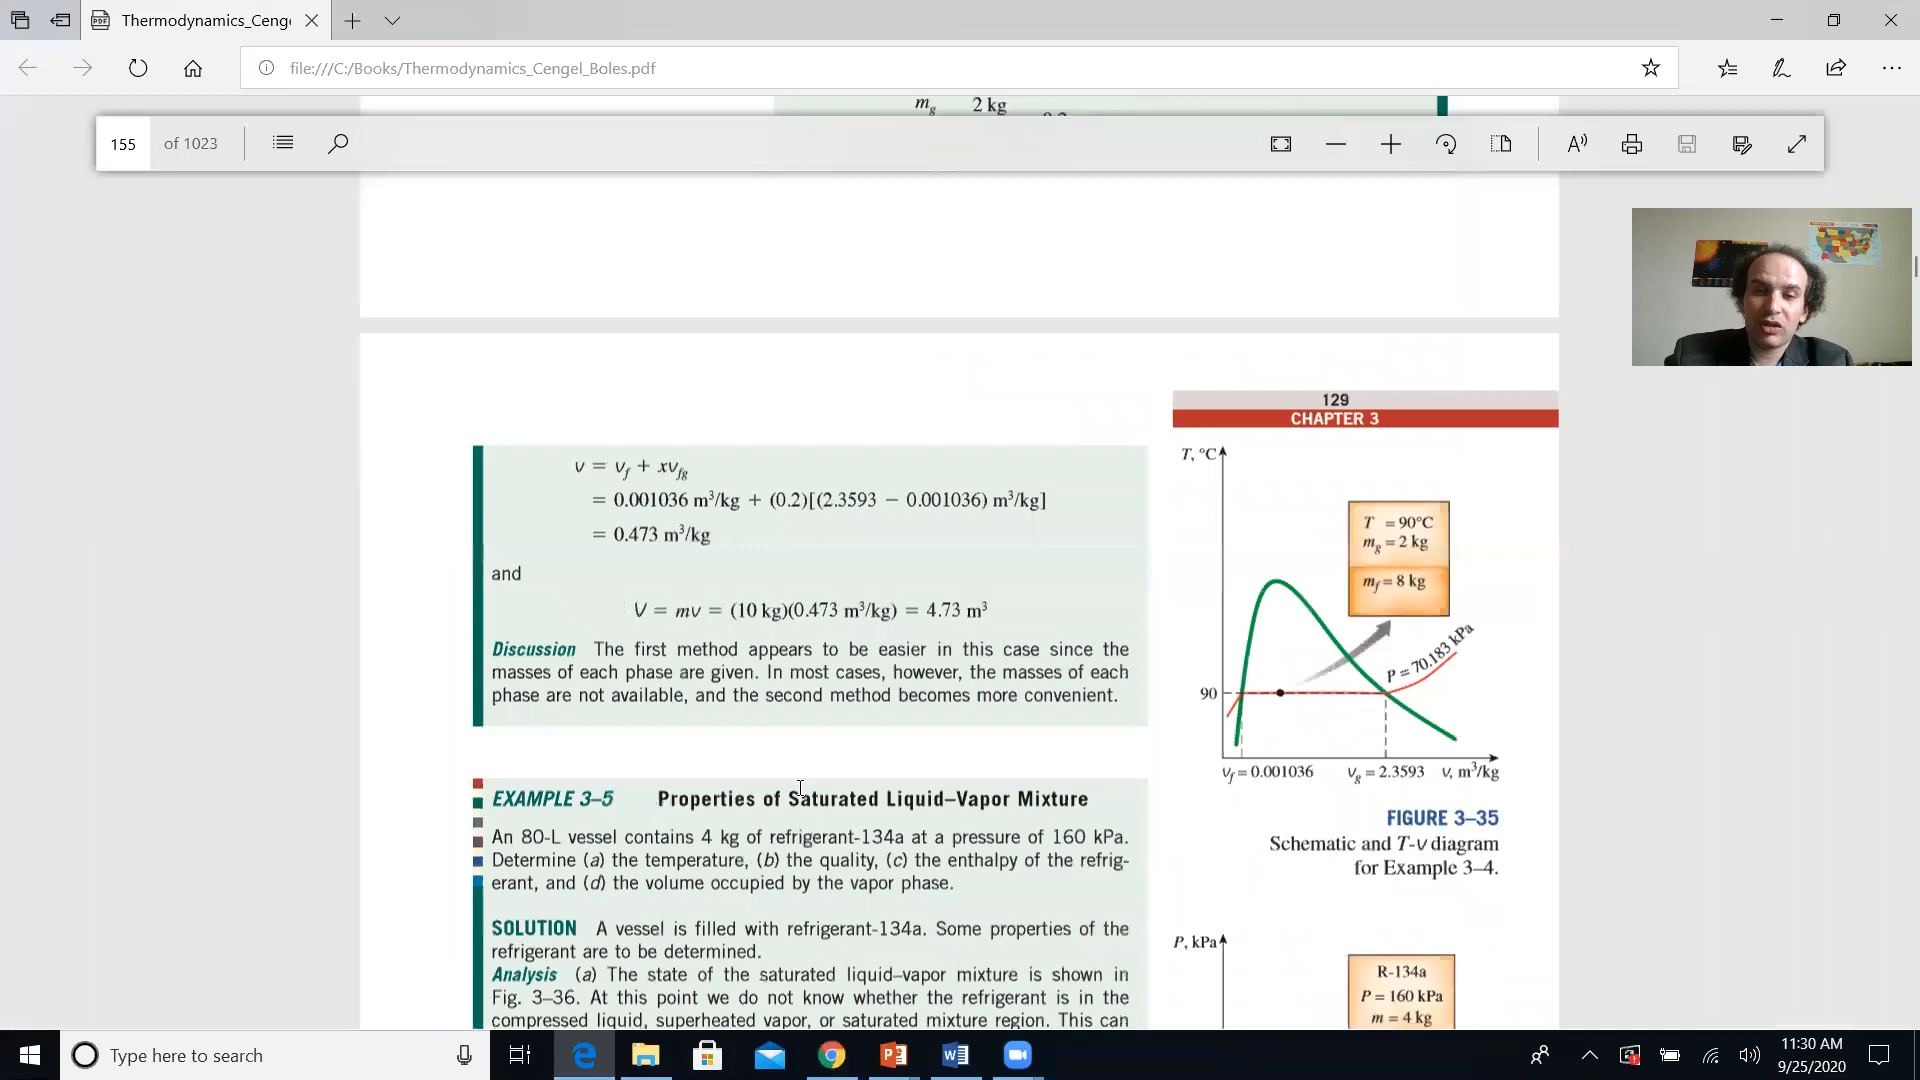 Thermodynamics_Ceng
file:///C:/Books/Thermodynamics_Cengel_Boles.pdf
m_g 2 kg
155 of 1023
129
CHAPTER 3
v = v_f + xv_fg
= 0.001036 m³/kg + (0.2)[(2.3593 − 0.001036) m³/kg]
= 0.473 m³/kg
and
V = mv = (10 kg)(0.473 m³/kg) = 4.73 m³
Discussion The first method appears to be easier in this case since the
masses of each phase are given. In most cases, however, the masses of each
phase are not available, and the second method becomes more convenient.
T, °C
T = 90°C
m_g = 2 kg
m_f = 8 kg
P = 70.183 kPa
90
v_f = 0.001036 v_g = 2.3593 v, m³/kg
FIGURE 3–35
Schematic and T-v diagram
for Example 3–4.
EXAMPLE 3–5 Properties of Saturated Liquid–Vapor Mixture
An 80-L vessel contains 4 kg of refrigerant-134a at a pressure of 160 kPa.
Determine (a) the temperature, (b) the quality, (c) the enthalpy of the refrig-
erant, and (d) the volume occupied by the vapor phase.
SOLUTION A vessel is filled with refrigerant-134a. Some properties of the
refrigerant are to be determined.
Analysis (a) The state of the saturated liquid–vapor mixture is shown in
Fig. 3–36. At this point we do not know whether the refrigerant is in the
compressed liquid, superheated vapor, or saturated mixture region. This can
P, kPa
R-134a
P = 160 kPa
m = 4 kg
Type here to search
11:30 AM
9/25/2020